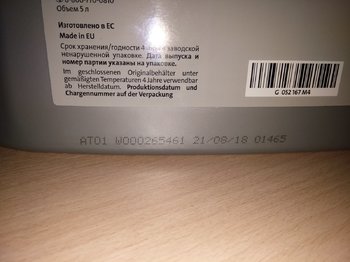 Объем 5 л
Изготовлено в ЕС
Made in EU
Срок хранения/годности 4 года в заводской
ненарушенной упаковке. Дата выпуска и
номер партии указаны на упаковке.
Im geschlossenen Originalbehälter unter
gemäßigten Temperaturen 4 Jahre verwendbar
ab Herstelldatum. Produktionsdatum und
Chargennummer auf der Verpackung
G 052 167 M4
AT01 W000265461 21/08/18 01465